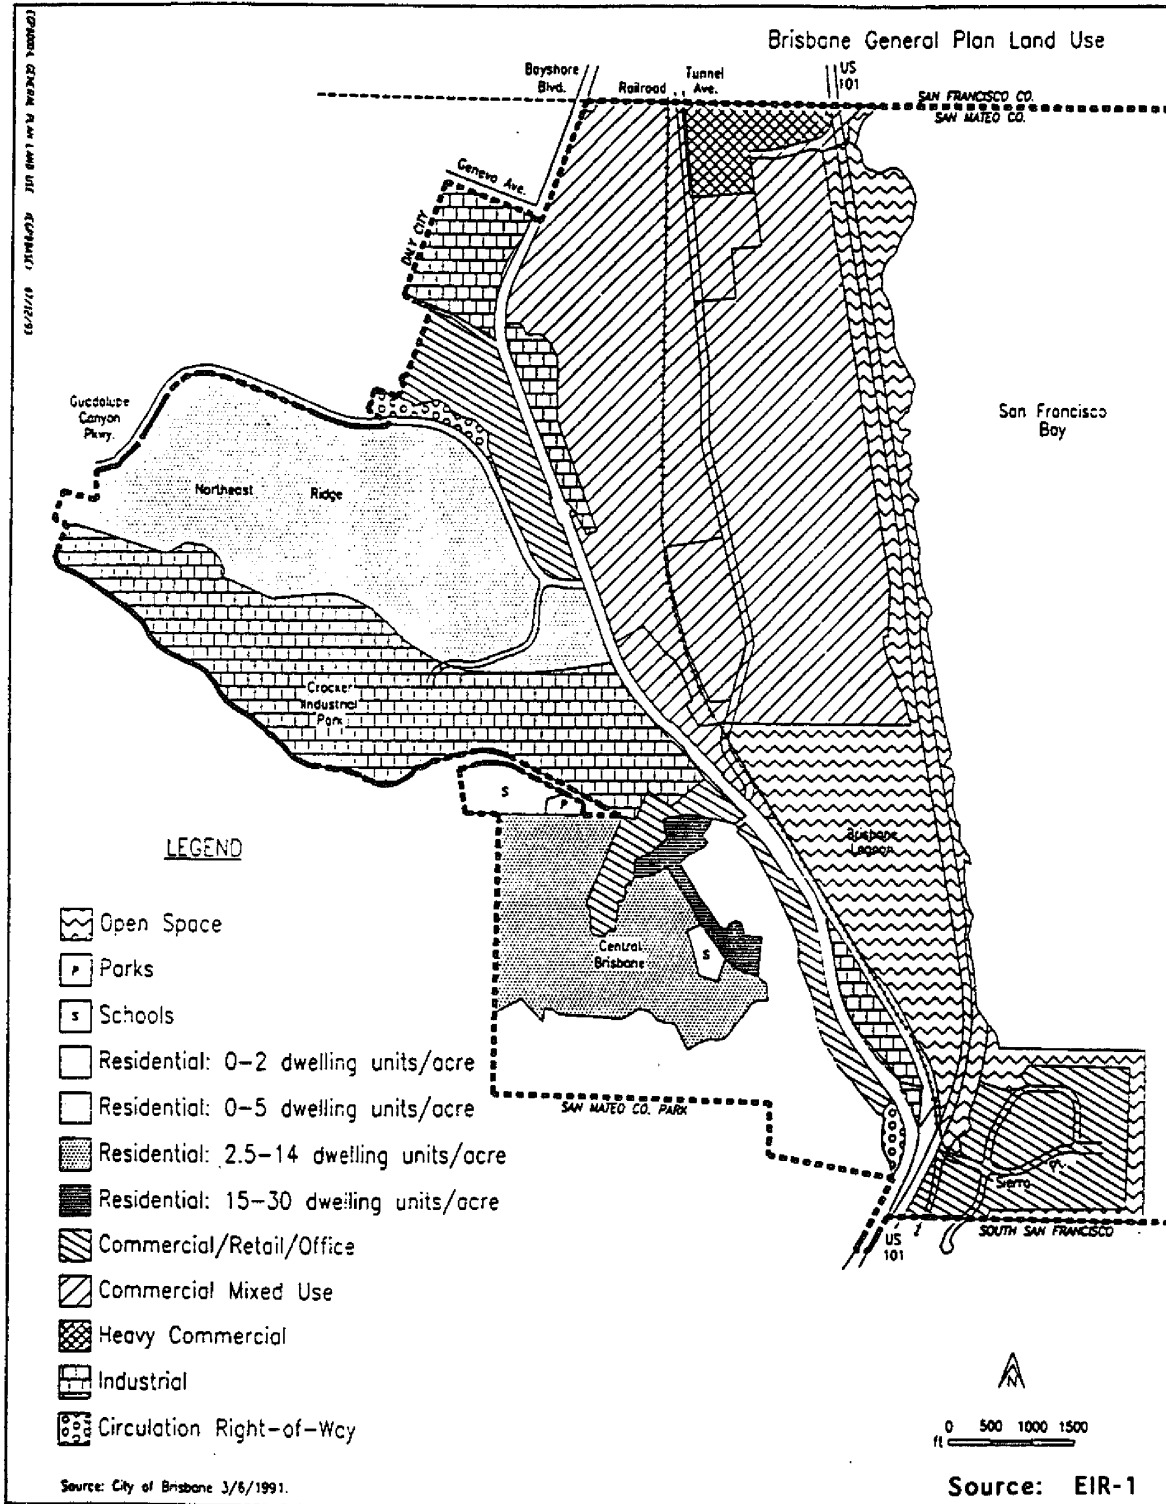 Brisbane General Plan Land Use
Bayshore
Blvd.
Railroad
Tunnel
Ave.
US
101
SAN FRANCISCO CO.
SAN MATEO CO.
Geneva Ave.
DALY CITY
Guadalupe
Canyon
Pkwy.
San Francisco
Bay
Northeast Ridge
Crocker
Industrial
Park
S
P
Brisbane
Lagoon
Central
Brisbane
S
SAN MATEO CO. PARK
Sierra
US
101
SOUTH SAN FRANCISCO
LEGEND
Open Space
P Parks
S Schools
Residential: 0-2 dwelling units/acre
Residential: 0-5 dwelling units/acre
Residential: 2.5-14 dwelling units/acre
Residential: 15-30 dwelling units/acre
Commercial/Retail/Office
Commercial Mixed Use
Heavy Commercial
Industrial
Circulation Right-of-Way
N
0 500 1000 1500
ft
Source: City of Brisbane 3/6/1991.
Source: EIR-1
GENERAL PLAN LAND USE